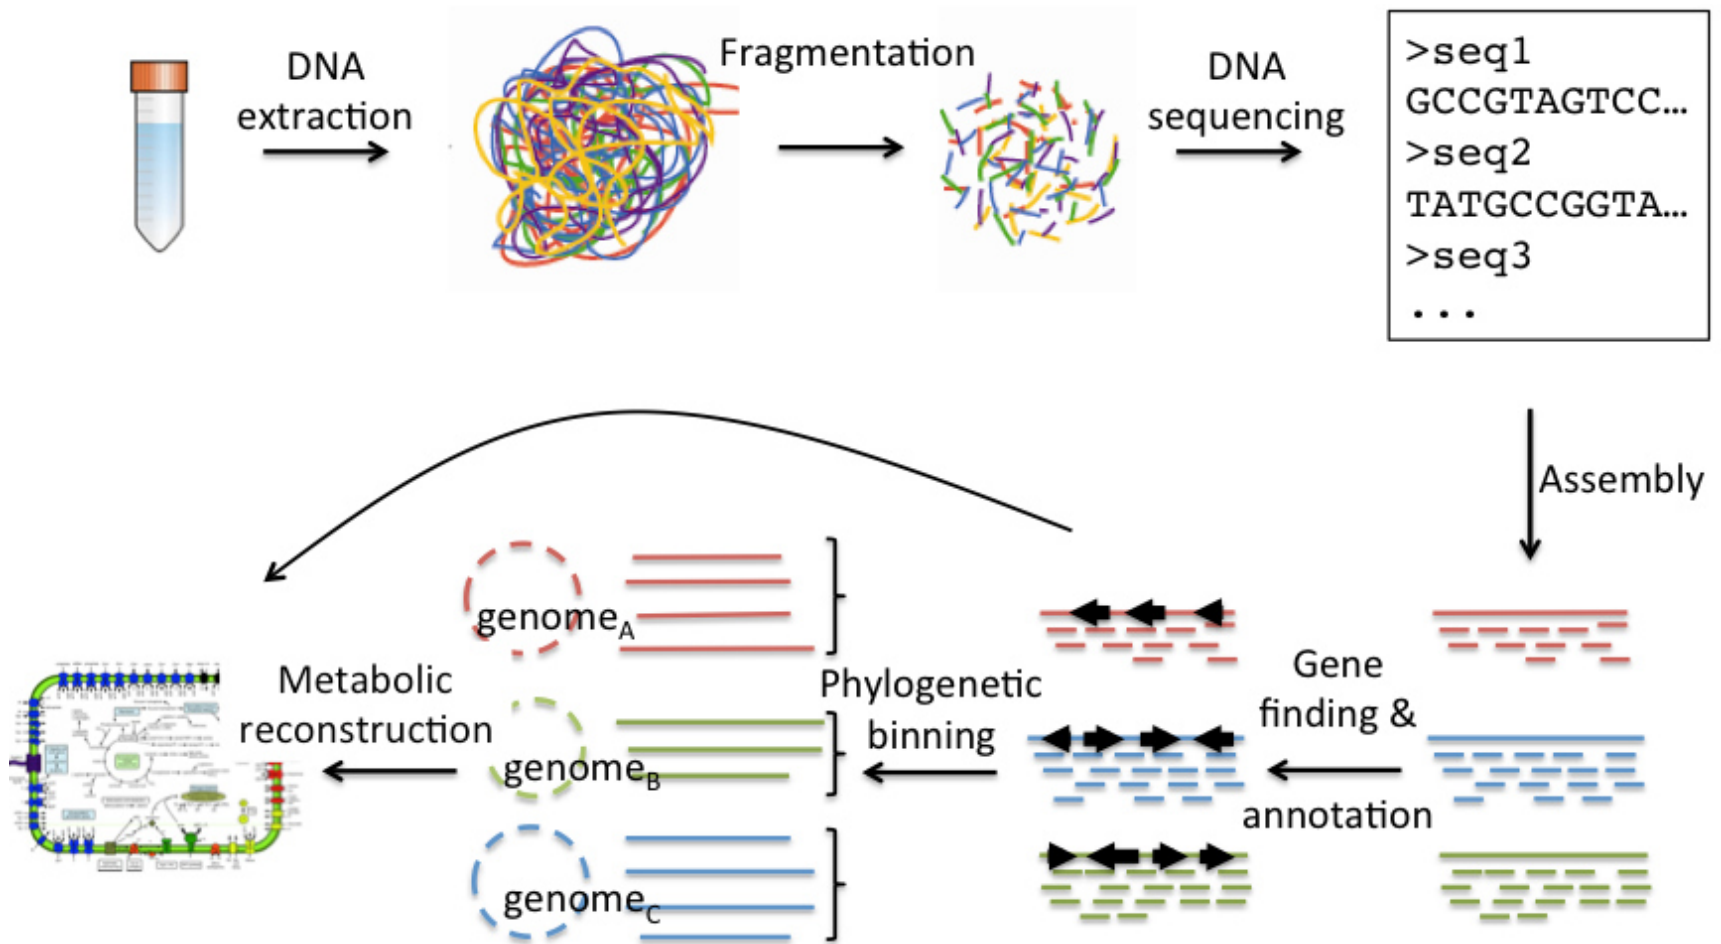 DNA
extraction
Fragmentation
DNA
sequencing
>seq1
GCCGTAGTCC…
>seq2
TATGCCGGTA…
>seq3
...
Assembly
Gene
finding &
annotation
Phylogenetic
binning
genomeA
genomeB
genomeC
Metabolic
reconstruction